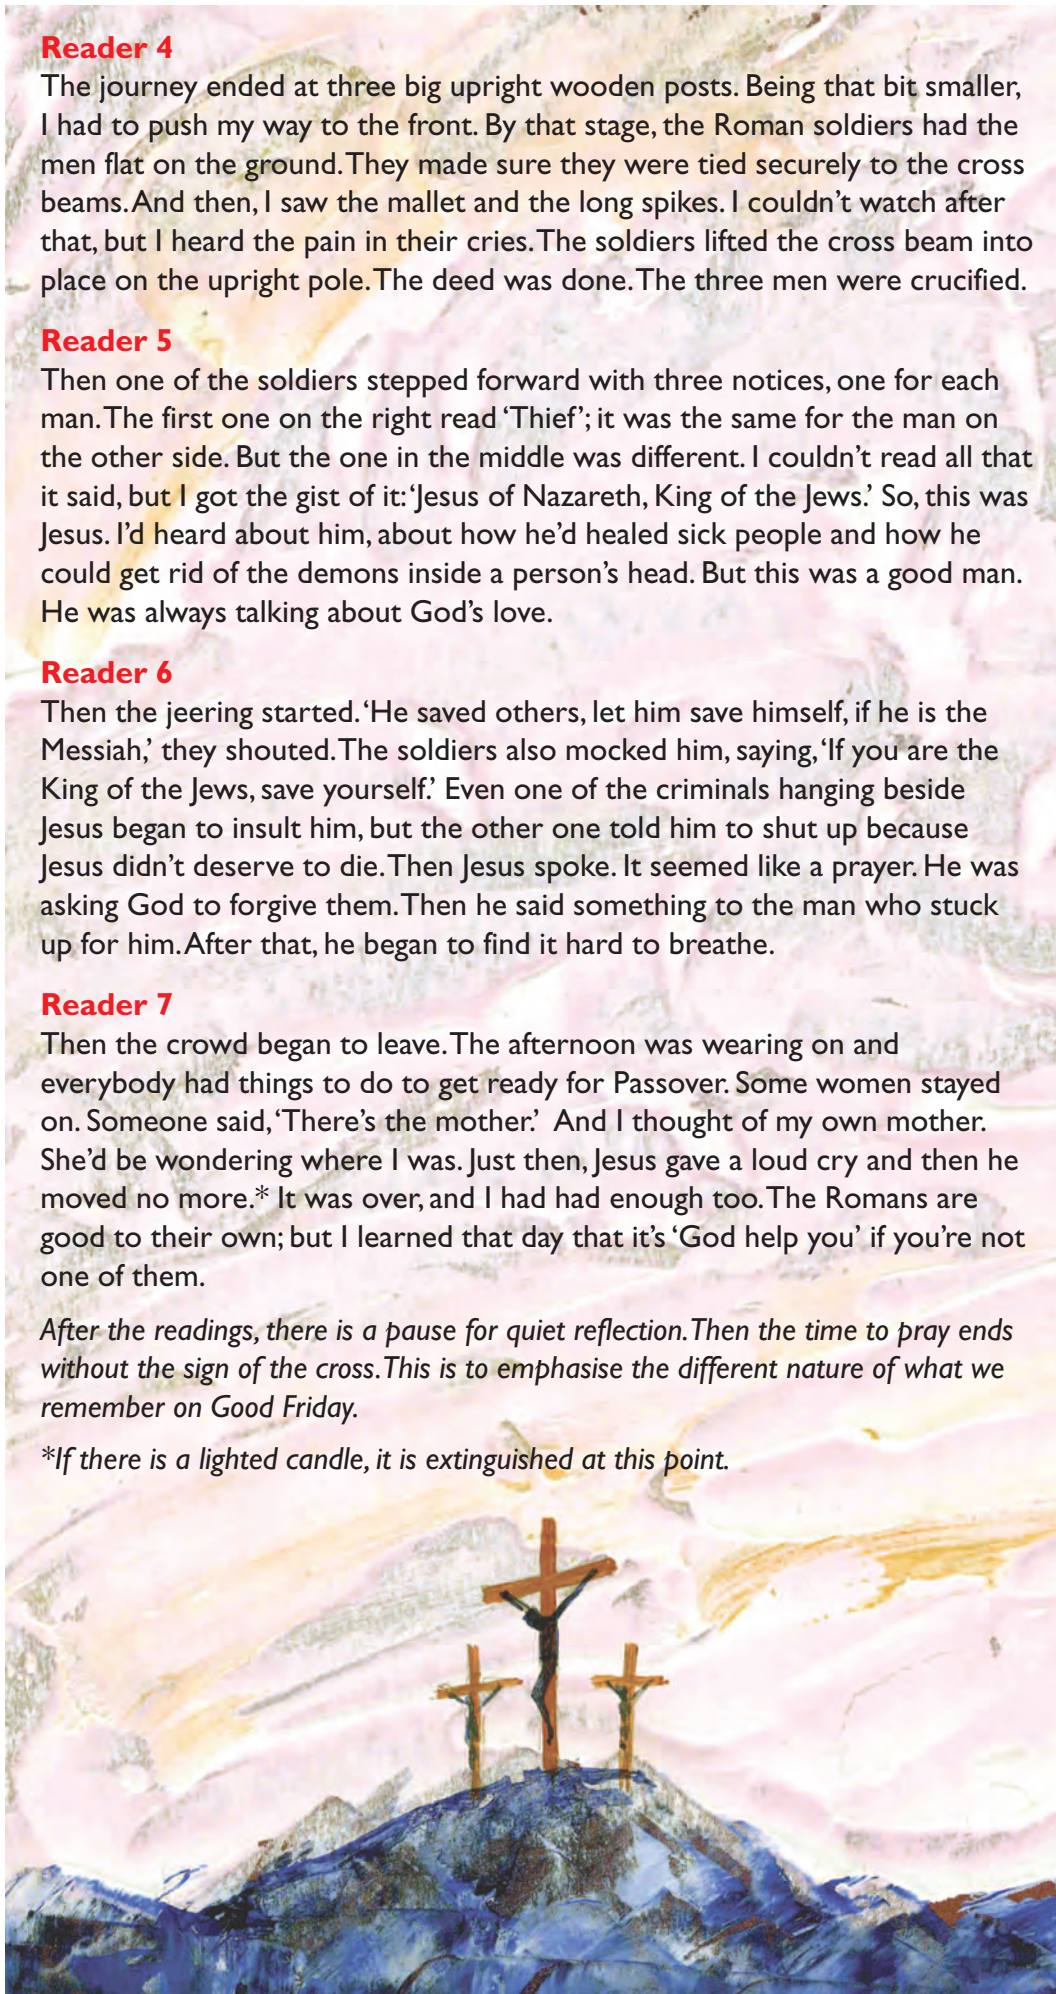 Reader 4
The journey ended at three big upright wooden posts. Being that bit smaller,
I had to push my way to the front. By that stage, the Roman soldiers had the
men flat on the ground. They made sure they were tied securely to the cross
beams. And then, I saw the mallet and the long spikes. I couldn’t watch after
that, but I heard the pain in their cries. The soldiers lifted the cross beam into
place on the upright pole. The deed was done. The three men were crucified.
Reader 5
Then one of the soldiers stepped forward with three notices, one for each
man. The first one on the right read ‘Thief’; it was the same for the man on
the other side. But the one in the middle was different. I couldn’t read all that
it said, but I got the gist of it: ‘Jesus of Nazareth, King of the Jews.’ So, this was
Jesus. I’d heard about him, about how he’d healed sick people and how he
could get rid of the demons inside a person’s head. But this was a good man.
He was always talking about God’s love.
Reader 6
Then the jeering started. ‘He saved others, let him save himself, if he is the
Messiah,’ they shouted. The soldiers also mocked him, saying, ‘If you are the
King of the Jews, save yourself.’ Even one of the criminals hanging beside
Jesus began to insult him, but the other one told him to shut up because
Jesus didn’t deserve to die. Then Jesus spoke. It seemed like a prayer. He was
asking God to forgive them. Then he said something to the man who stuck
up for him. After that, he began to find it hard to breathe.
Reader 7
Then the crowd began to leave. The afternoon was wearing on and
everybody had things to do to get ready for Passover. Some women stayed
on. Someone said, ‘There’s the mother.’ And I thought of my own mother.
She’d be wondering where I was. Just then, Jesus gave a loud cry and then he
moved no more.* It was over, and I had had enough too. The Romans are
good to their own; but I learned that day that it’s ‘God help you’ if you’re not
one of them.
After the readings, there is a pause for quiet reflection. Then the time to pray ends
without the sign of the cross. This is to emphasise the different nature of what we
remember on Good Friday.
*If there is a lighted candle, it is extinguished at this point.